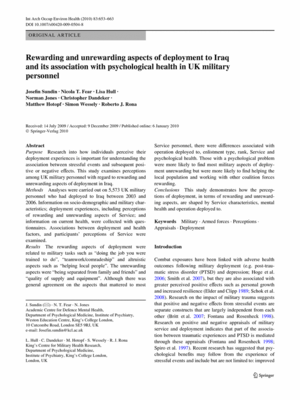 Int Arch Occup Environ Health (2010) 83:653–663
DOI 10.1007/s00420-009-0504-8
ORIGINAL ARTICLE
Rewarding and unrewarding aspects of deployment to Iraq
and its association with psychological health in UK military
personnel
Josefin Sundin · Nicola T. Fear · Lisa Hull ·
Norman Jones · Christopher Dandeker ·
Matthew Hotopf · Simon Wessely · Roberto J. Rona
Received: 14 July 2009 / Accepted: 9 December 2009 / Published online: 6 January 2010
© Springer-Verlag 2010
Abstract
Purpose Research into how individuals perceive their
deployment experiences is important for understanding the
association between stressful events and subsequent posi-
tive or negative effects. This study examines perceptions
among UK military personnel with regard to rewarding and
unrewarding aspects of deployment to Iraq.
Methods Analyses were carried out on 5,573 UK military
personnel who had deployed to Iraq between 2003 and
2006. Information on socio-demographic and military char-
acteristics, deployment experiences, including perceptions
of rewarding and unrewarding aspects of Service, and
information on current health, were collected with ques-
tionnaires. Associations between deployment and health
factors, and participants' perceptions of Service were
examined.
Results The rewarding aspects of deployment were
related to military tasks such as "doing the job you were
trained to do", "teamwork/comradeship" and altruistic
aspects such as "helping local people". The unrewarding
aspects were "being separated from family and friends" and
"quality of supply and equipment". Although there was
general agreement on the aspects that mattered to most
J. Sundin · N. T. Fear · N. Jones
Academic Centre for Defence Mental Health,
Department of Psychological Medicine, Institute of Psychiatry,
Weston Education Centre, King's College London,
10 Cutcombe Road, London SE5 9RJ, UK
L. Hull · C. Dandeker · M. Hotopf · S. Wessely · R. J. Rona
King's Centre for Military Health Research,
Department of Psychological Medicine,
Institute of Psychiatry, King's College London,
London, UK
Service personnel, there were differences associated with
operation deployed to, enlistment type, rank, Service and
psychological health. Those with a psychological problem
were more likely to find most military aspects of deploy-
ment unrewarding but were more likely to find helping the
local population and working with other coalition forces
rewarding.
Conclusions This study demonstrates how the percep-
tions of deployment, in terms of rewarding and unreward-
ing aspects, are shaped by Service characteristics, mental
health and operation deployed to.
Keywords Military · Armed forces · Perceptions ·
Appraisals · Deployment
Introduction
Combat exposures have been linked with adverse health
outcomes following military deployment (e.g. post-trau-
matic stress disorder (PTSD) and depression; Hoge et al.
2006; Smith et al. 2007), but they are also associated with
greater perceived positive effects such as personal growth
and increased resilience (Elder and Clipp 1989; Schok et al.
2008). Research on the impact of military trauma suggests
that positive and negative effects from stressful events are
separate constructs that are largely independent from each
other (Britt et al. 2007; Fontana and Rosenheck 1998).
Research on positive and negative appraisals of military
service and deployment indicates that part of the associa-
tion between traumatic experiences and PTSD is mediated
through these appraisals (Fontana and Rosenheck 1998;
Spiro et al. 1997). Recent research has suggested that psy-
chological benefits may follow from the experience of
stressful events and include but are not limited to: improved